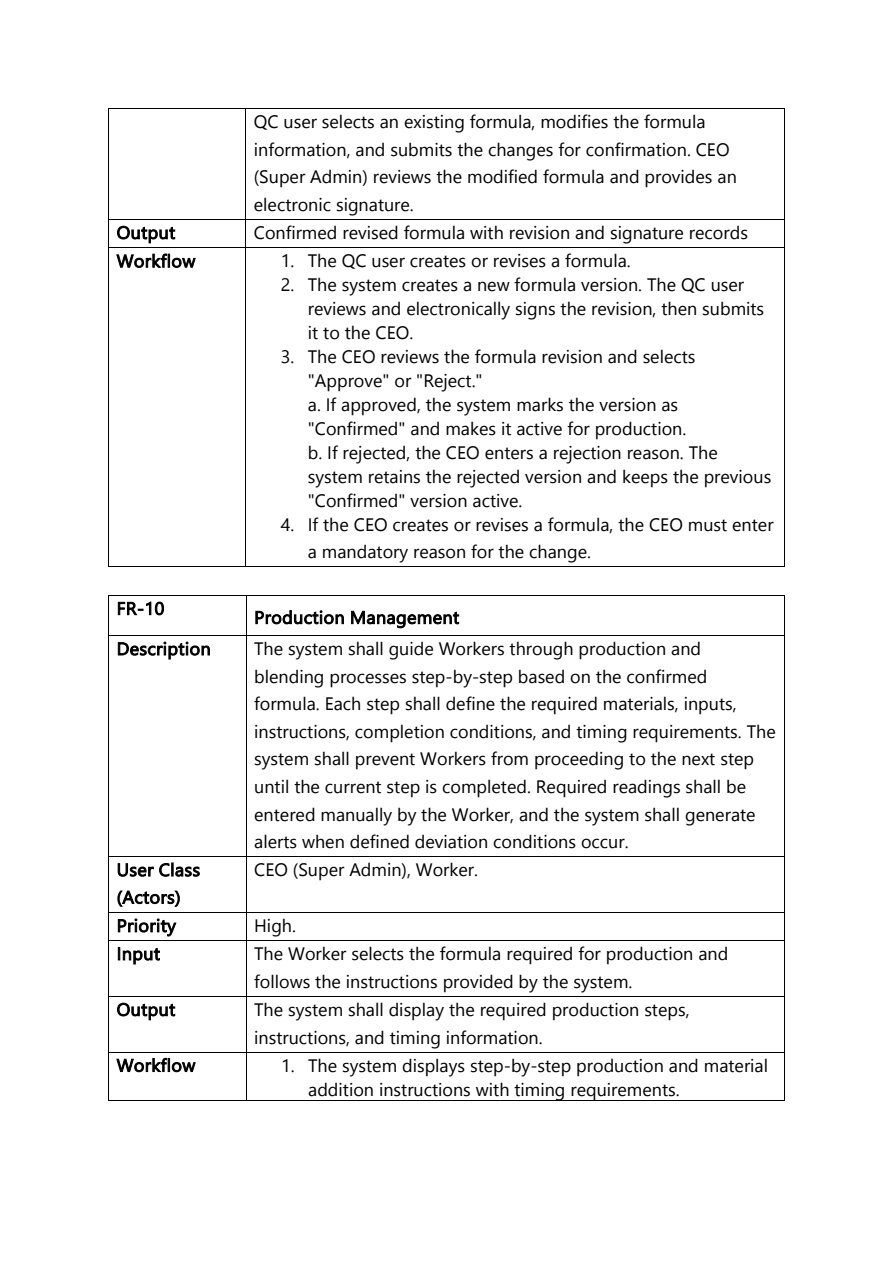 QC user selects an existing formula, modifies the formula
information, and submits the changes for confirmation. CEO
(Super Admin) reviews the modified formula and provides an
electronic signature.
Output
Confirmed revised formula with revision and signature records
Workflow
1. The QC user creates or revises a formula.
2. The system creates a new formula version. The QC user
reviews and electronically signs the revision, then submits
it to the CEO.
3. The CEO reviews the formula revision and selects
"Approve" or "Reject."
a. If approved, the system marks the version as
"Confirmed" and makes it active for production.
b. If rejected, the CEO enters a rejection reason. The
system retains the rejected version and keeps the previous
"Confirmed" version active.
4. If the CEO creates or revises a formula, the CEO must enter
a mandatory reason for the change.
FR-10
Production Management
Description
The system shall guide Workers through production and
blending processes step-by-step based on the confirmed
formula. Each step shall define the required materials, inputs,
instructions, completion conditions, and timing requirements. The
system shall prevent Workers from proceeding to the next step
until the current step is completed. Required readings shall be
entered manually by the Worker, and the system shall generate
alerts when defined deviation conditions occur.
User Class
(Actors)
CEO (Super Admin), Worker.
Priority
High.
Input
The Worker selects the formula required for production and
follows the instructions provided by the system.
Output
The system shall display the required production steps,
instructions, and timing information.
Workflow
1. The system displays step-by-step production and material
addition instructions with timing requirements.